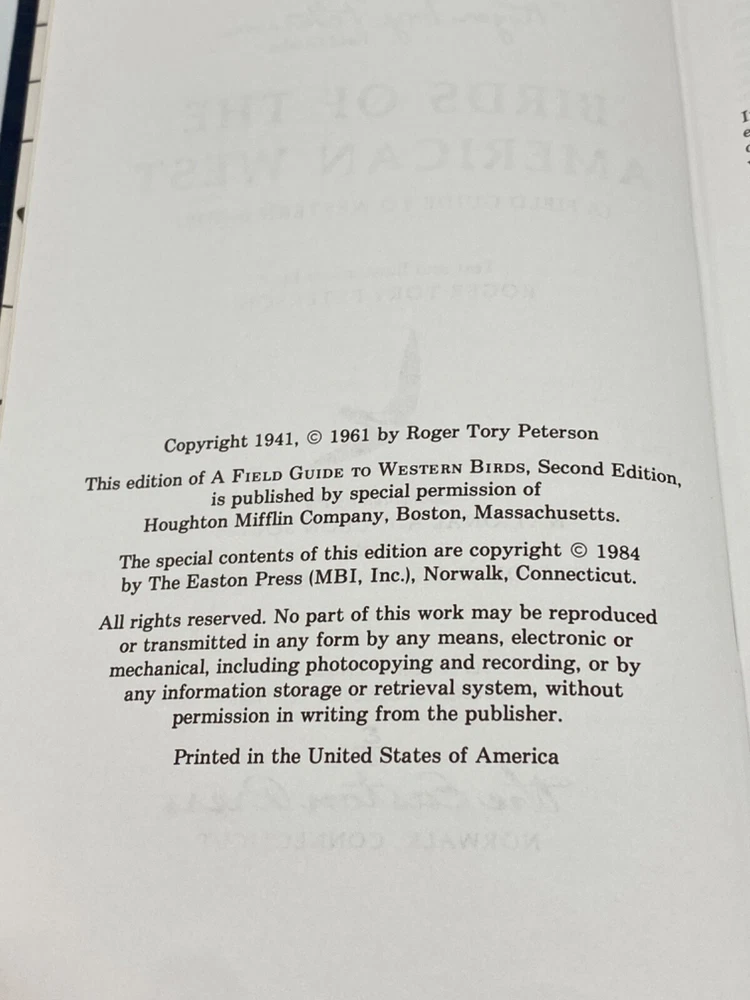 Copyright 1941, © 1961 by Roger Tory Peterson
This edition of A FIELD GUIDE TO WESTERN BIRDS, Second Edition,
is published by special permission of
Houghton Mifflin Company, Boston, Massachusetts.
The special contents of this edition are copyright © 1984
by The Easton Press (MBI, Inc.), Norwalk, Connecticut.
All rights reserved. No part of this work may be reproduced
or transmitted in any form by any means, electronic or
mechanical, including photocopying and recording, or by
any information storage or retrieval system, without
permission in writing from the publisher.
Printed in the United States of America